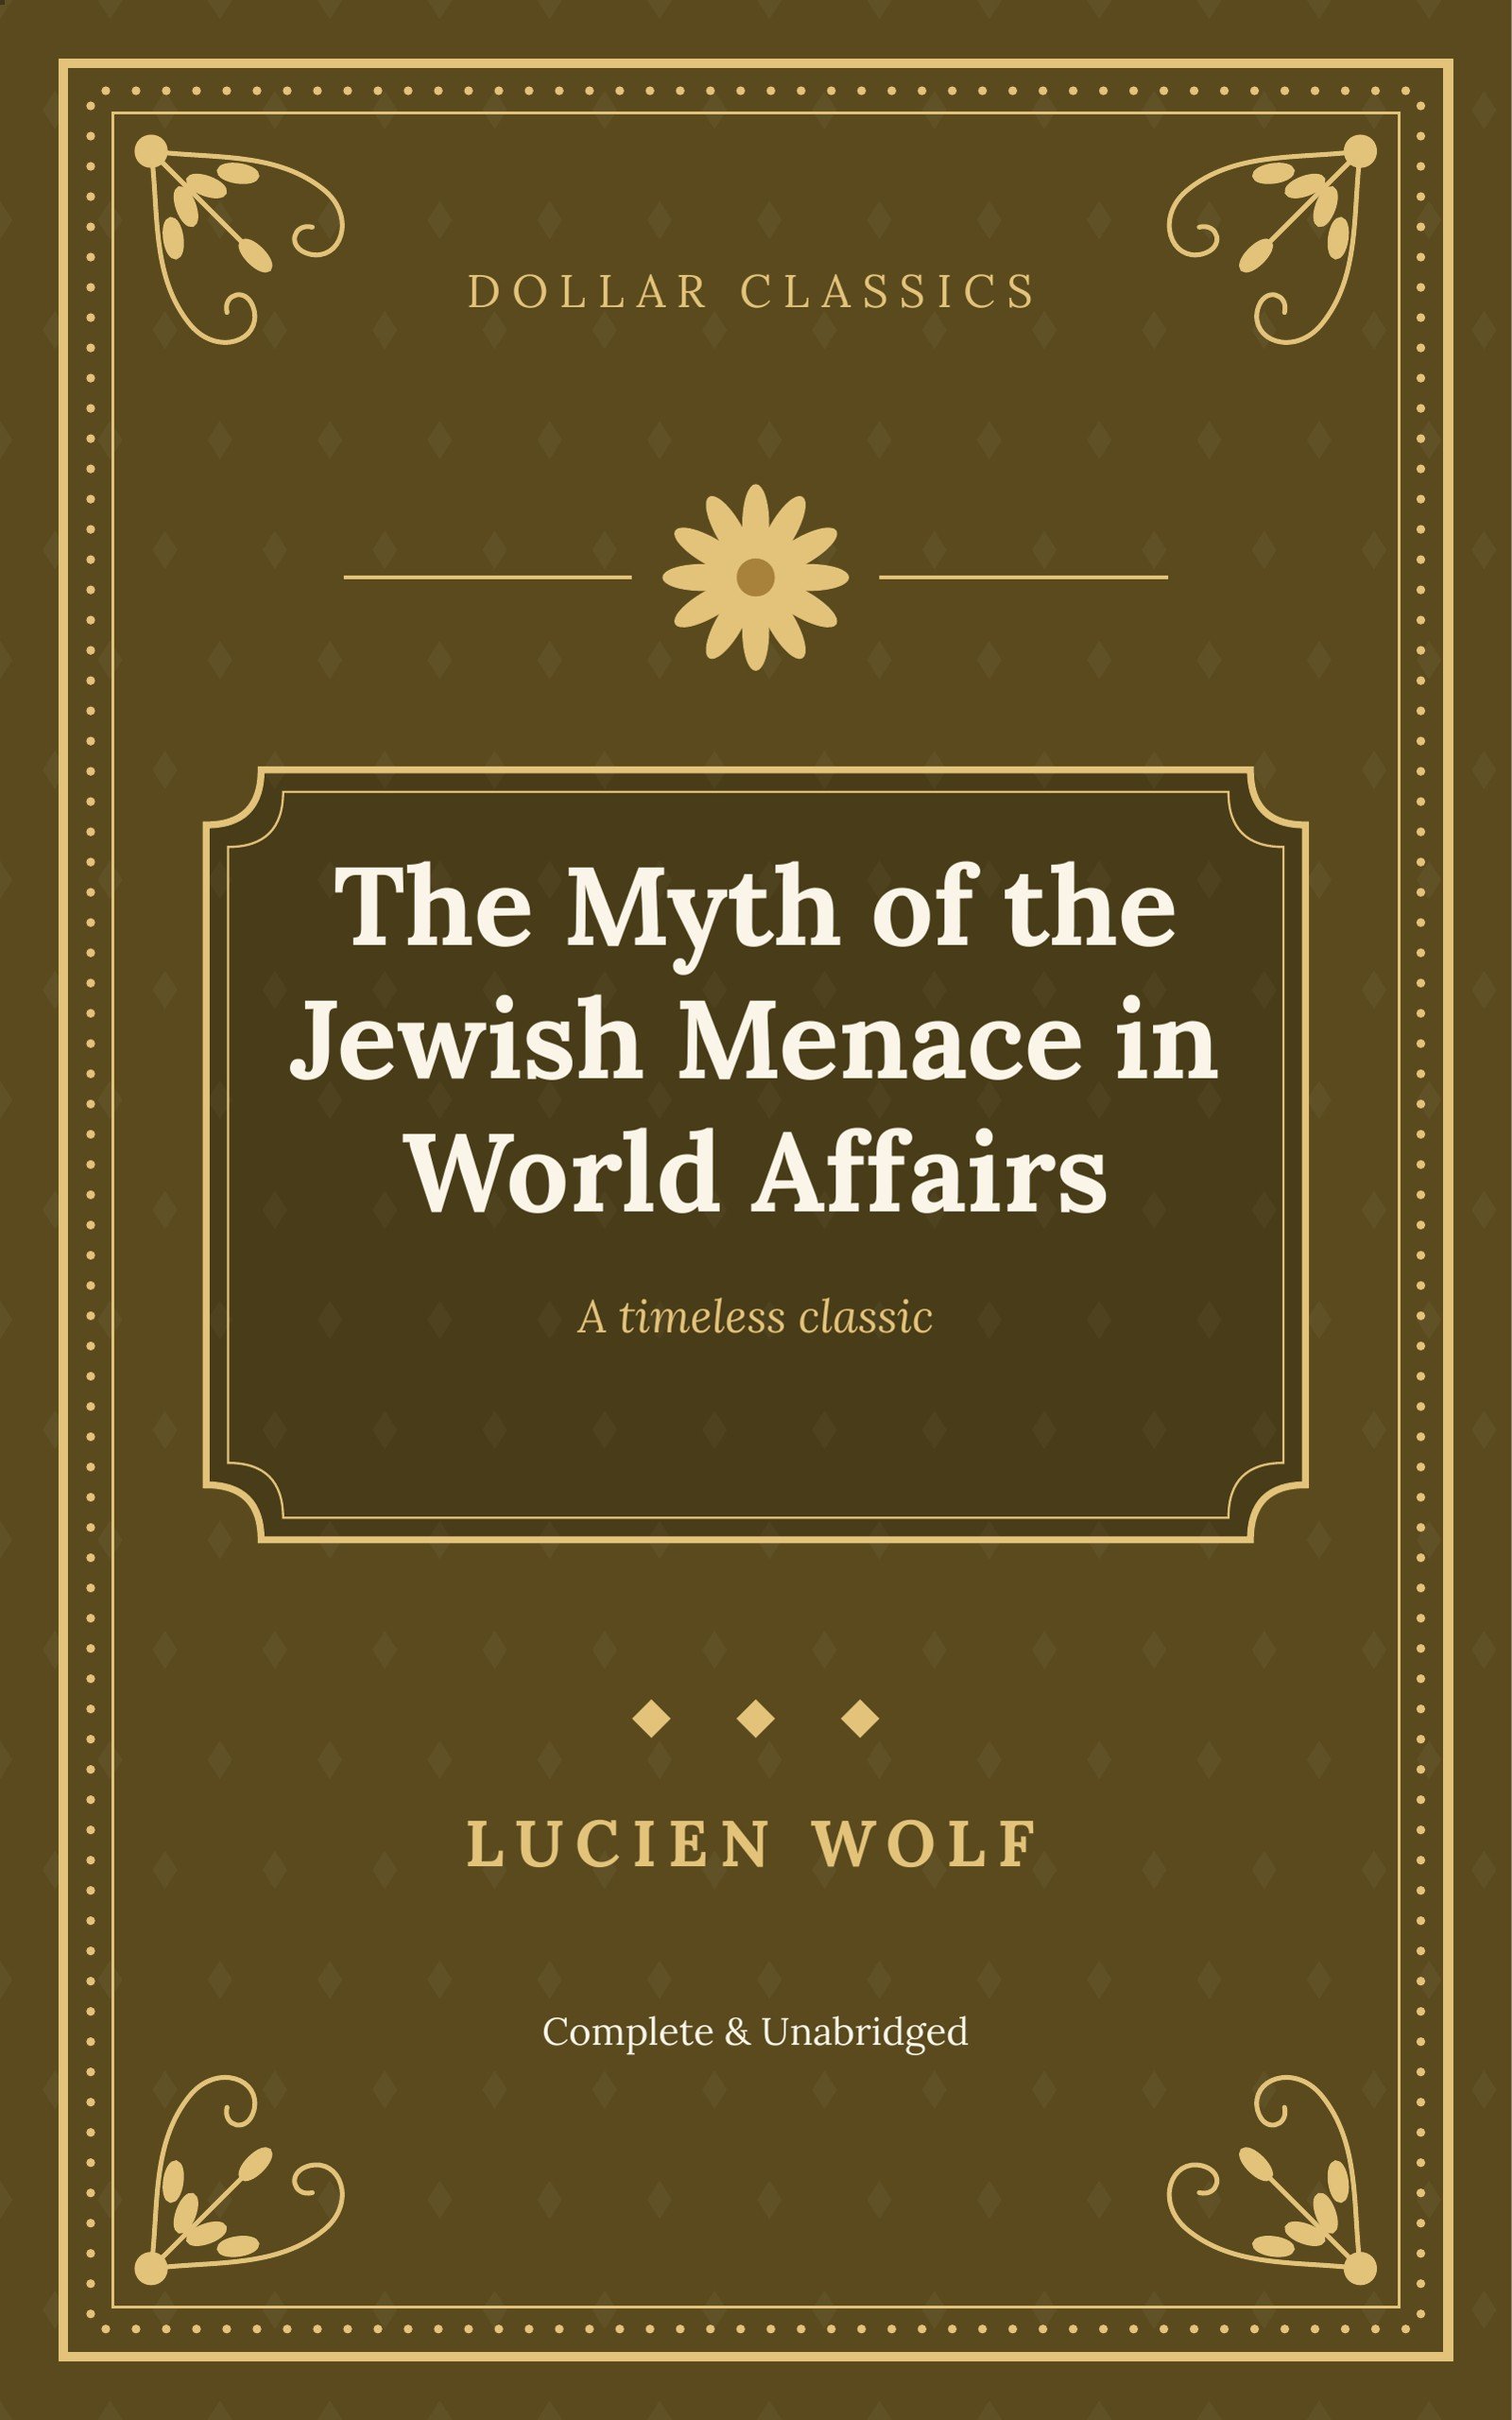 DOLLAR CLASSICS
The Myth of the
Jewish Menace in
World Affairs
A timeless classic
LUCIEN WOLF
Complete & Unabridged